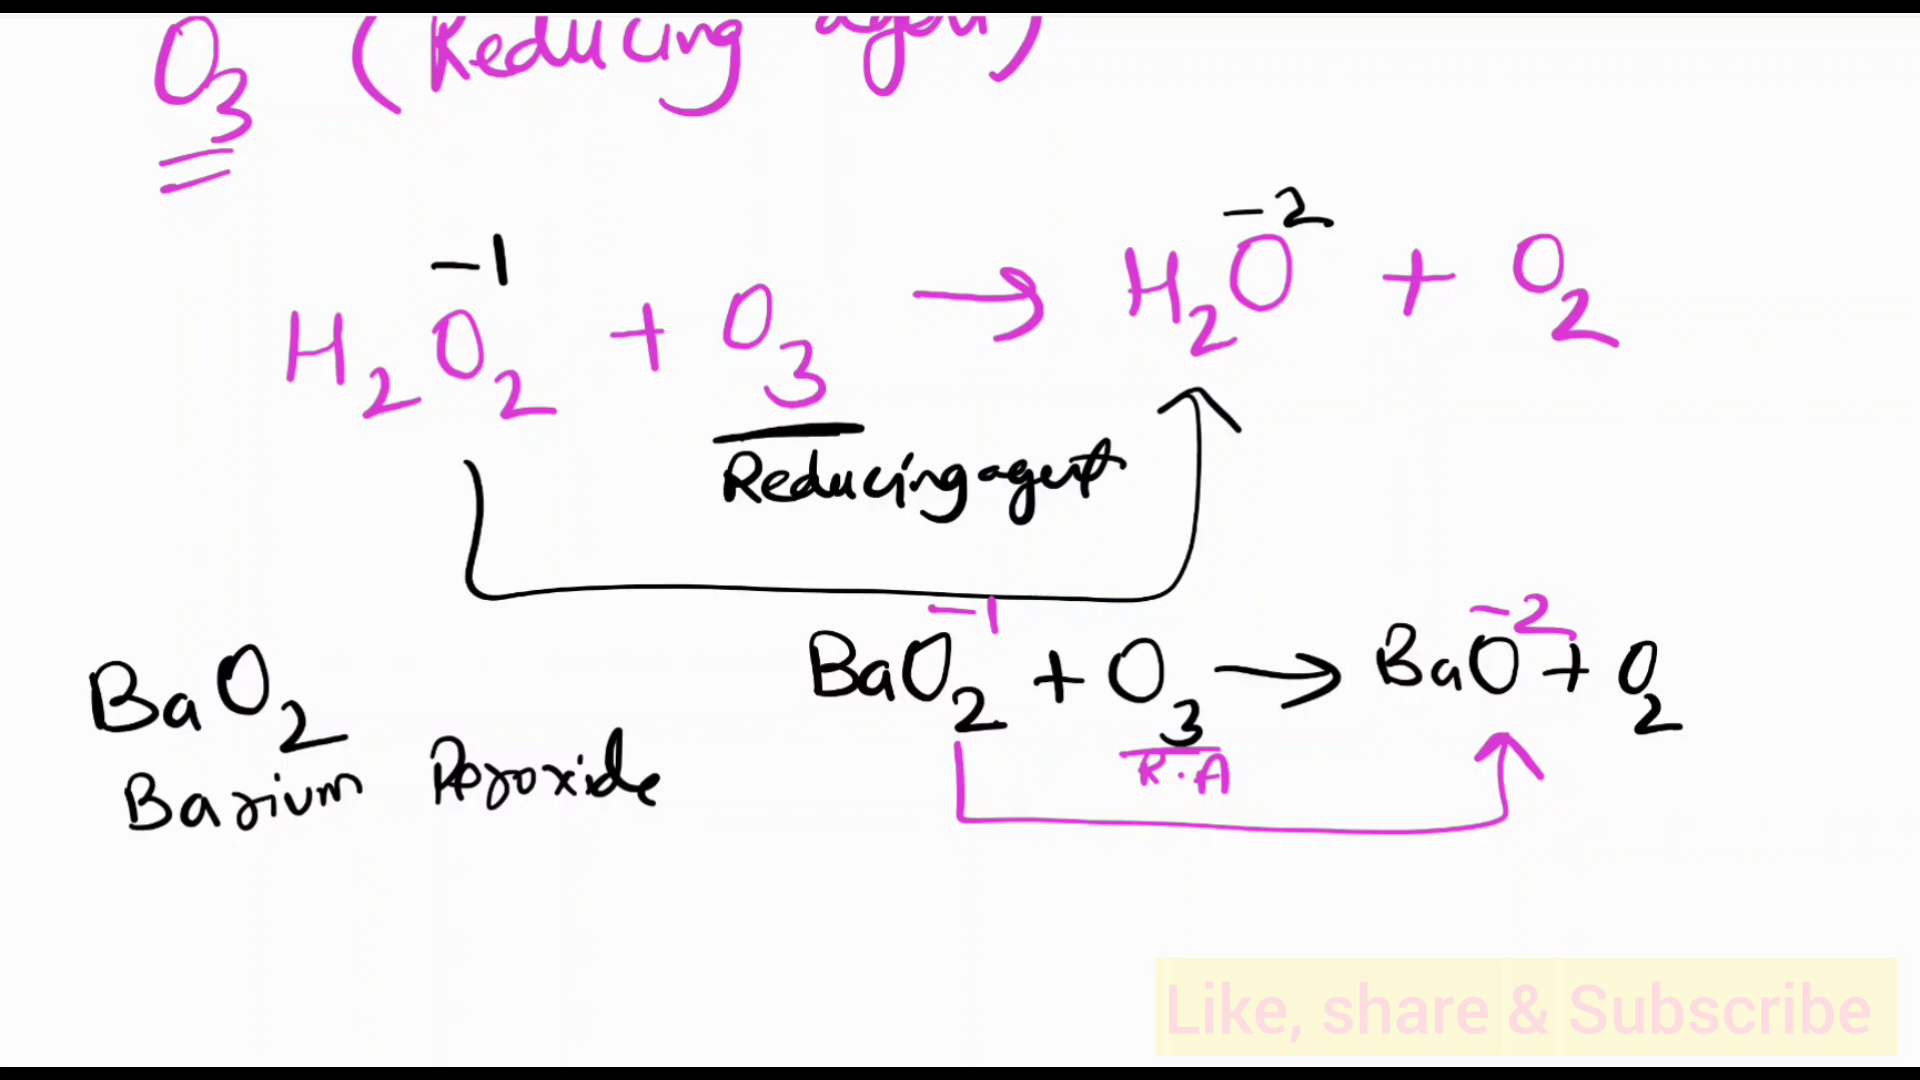 O₃ (Reducing agent)
-1 -2
H₂O₂ + O₃ → H₂O + O₂
Reducing agent
-1 -2
BaO₂ BaO₂ + O₃ → BaO + O₂
R.A
Barium Peroxide
Like, share & Subscribe